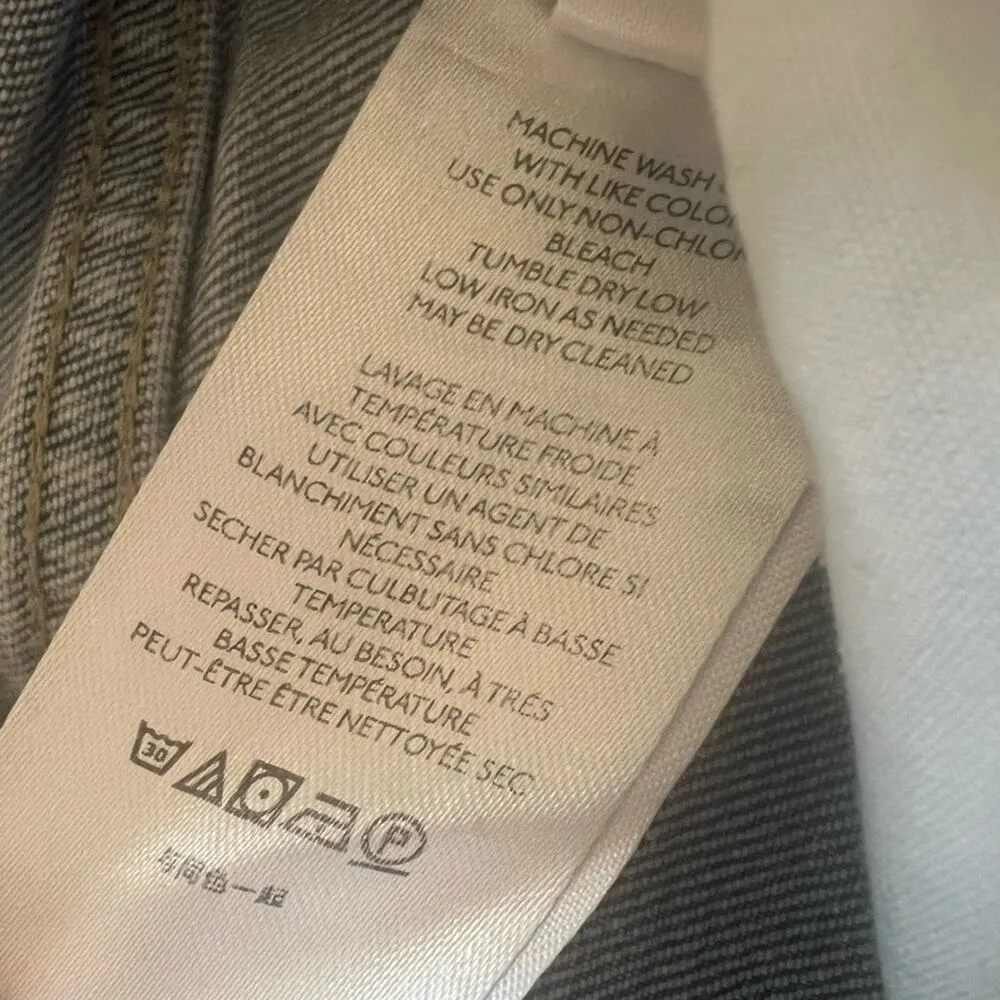 MACHINE WASH
WITH LIKE
USE ONLY NON-CHLOR
BLEACH
TUMBLE DRY LOW
LOW IRON AS NEEDED
MAY BE DRY CLEANED
LAVAGE EN MACHINE À
TEMPÉRATURE FROIDE
AVEC COULEURS SIMILAIRES
UTILISER UN AGENT DE
BLANCHIMENT SANS CHLORE SI
NÉCESSAIRE
SECHER PAR CULBUTAGE À BASSE
TEMPERATURE
REPASSER, AU BESOIN, À TRÉS
BASSE TEMPÉRATURE
PEUT-ÊTRE ÊTRE NETTOYÉE SEC
30
P
与同色一起